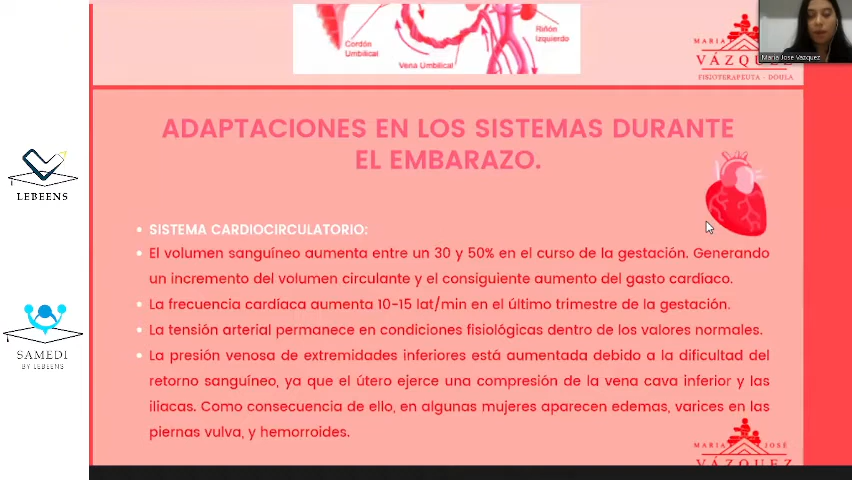 Cordón
Umbilical
Vena Umbilical
Riñón
Izquierdo
MARIA
VÁZQUEZ
FISIOTERAPEUTA - DOULA
Maria Jose Vazquez
ADAPTACIONES EN LOS SISTEMAS DURANTE
EL EMBARAZO.
LEBEENS
SAMEDI
BY LEBEENS
• SISTEMA CARDIOCIRCULATORIO:
• El volumen sanguíneo aumenta entre un 30 y 50% en el curso de la gestación. Generando
un incremento del volumen circulante y el consiguiente aumento del gasto cardíaco.
• La frecuencia cardíaca aumenta 10-15 lat/min en el último trimestre de la gestación.
• La tensión arterial permanece en condiciones fisiológicas dentro de los valores normales.
• La presión venosa de extremidades inferiores está aumentada debido a la dificultad del
retorno sanguíneo, ya que el útero ejerce una compresión de la vena cava inferior y las
iliacas. Como consecuencia de ello, en algunas mujeres aparecen edemas, varices en las
piernas vulva, y hemorroides.
MARIA JOSÉ
VÁZQUEZ